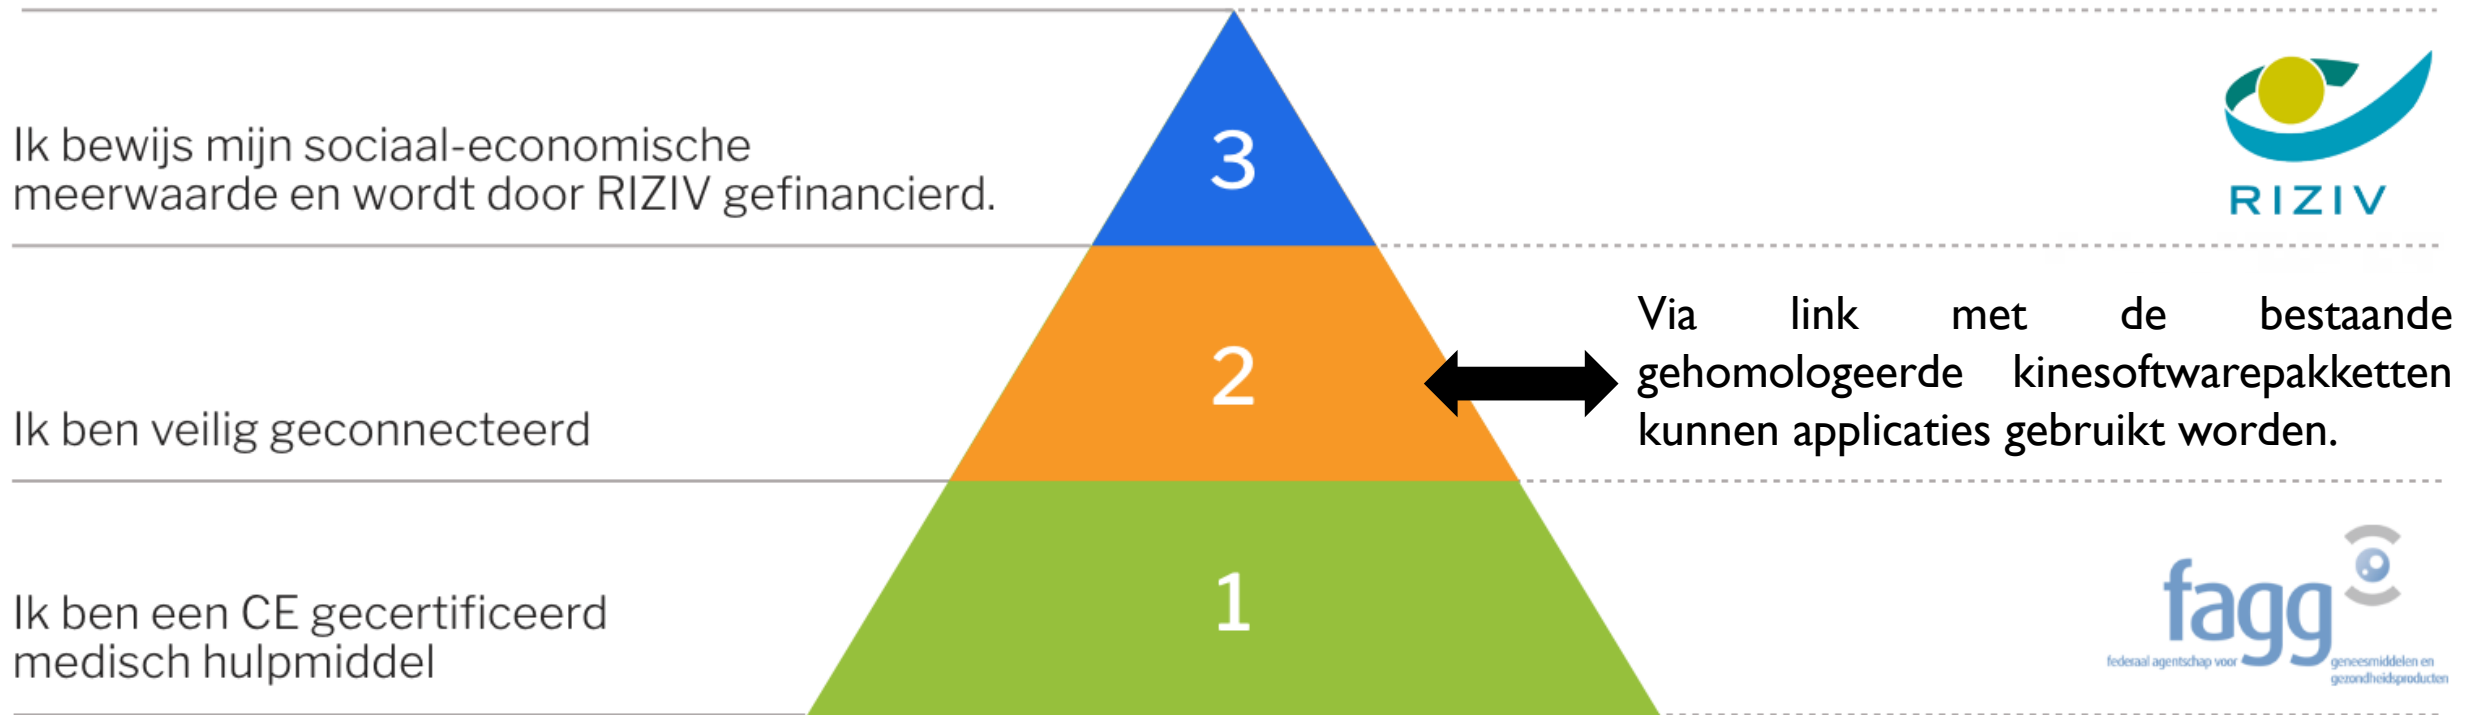 3
Ik bewijs mijn sociaal-economische
meerwaarde en wordt door RIZIV gefinancierd.
RIZIV
2
Via link met de bestaande
gehomologeerde kinesoftwarepakketten
kunnen applicaties gebruikt worden.
Ik ben veilig geconnecteerd
1
Ik ben een CE gecertificeerd
medisch hulpmiddel
fagg
federaal agentschap voor
geneesmiddelen en
gezondheidsproducten